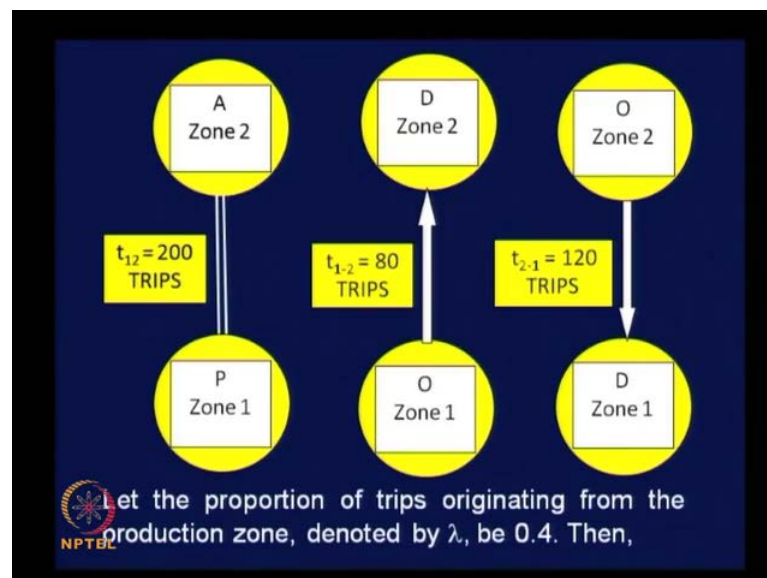 A
Zone 2
D
Zone 2
O
Zone 2
t12 = 200
TRIPS
t1-2 = 80
TRIPS
t2-1 = 120
TRIPS
P
Zone 1
O
Zone 1
D
Zone 1
Let the proportion of trips originating from the
production zone, denoted by λ, be 0.4. Then,
NPTEL